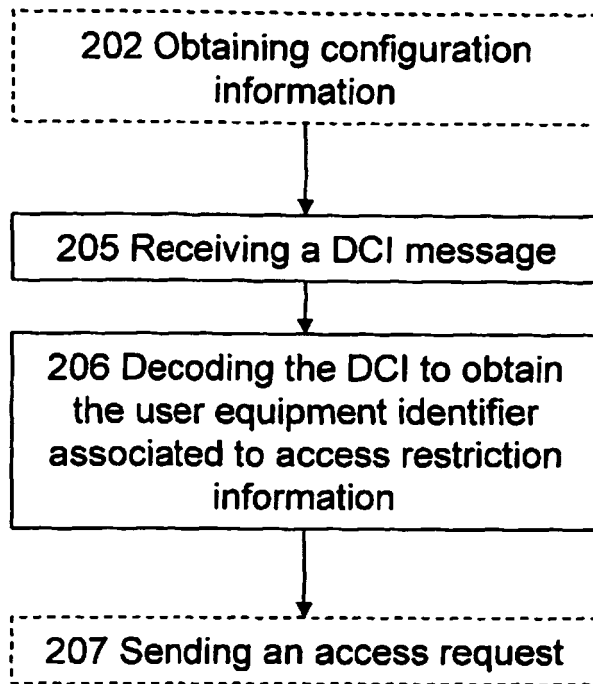 202 Obtaining configuration
information
205 Receiving a DCI message
206 Decoding the DCI to obtain
the user equipment identifier
associated to access restriction
information
207 Sending an access request